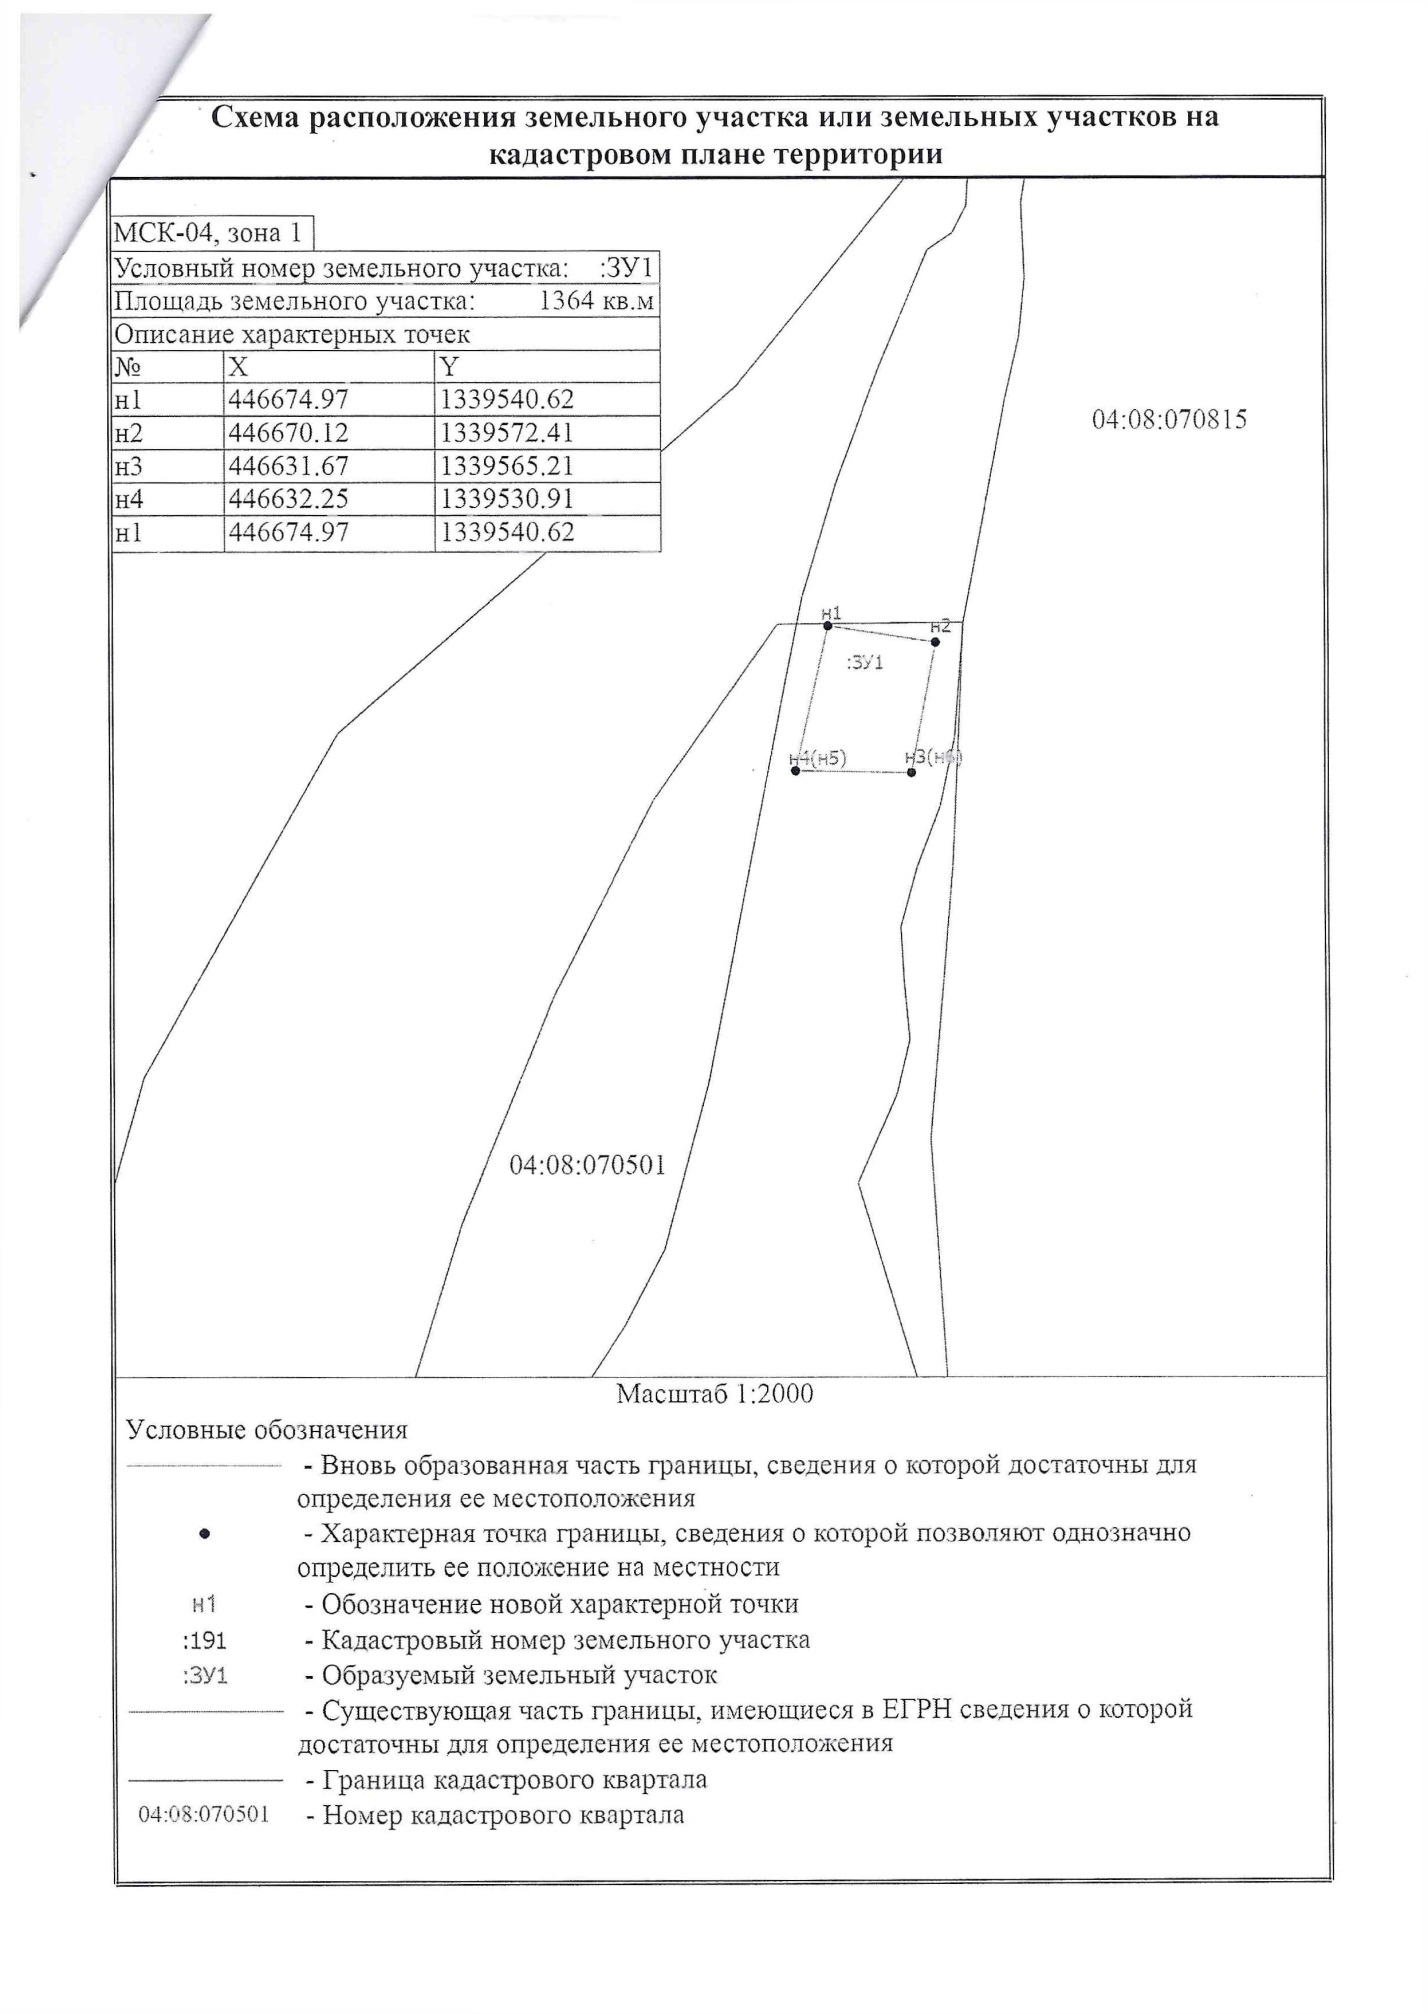 Схема расположения земельного участка или земельных участков на
кадастровом плане территории
МСК-04, зона 1
Условный номер земельного участка: :ЗУ1
Площадь земельного участка: 1364 кв.м
Описание характерных точек
№ X Y
н1 446674.97 1339540.62
н2 446670.12 1339572.41
н3 446631.67 1339565.21
н4 446632.25 1339530.91
н1 446674.97 1339540.62
04:08:070815
н1
н2
:ЗУ1
н4(н5)
н3(н6)
04:08:070501
Масштаб 1:2000
Условные обозначения
- Вновь образованная часть границы, сведения о которой достаточны для
определения ее местоположения
- Характерная точка границы, сведения о которой позволяют однозначно
определить ее положение на местности
н1 - Обозначение новой характерной точки
:191 - Кадастровый номер земельного участка
:ЗУ1 - Образуемый земельный участок
- Существующая часть границы, имеющиеся в ЕГРН сведения о которой
достаточны для определения ее местоположения
- Граница кадастрового квартала
04:08:070501 - Номер кадастрового квартала